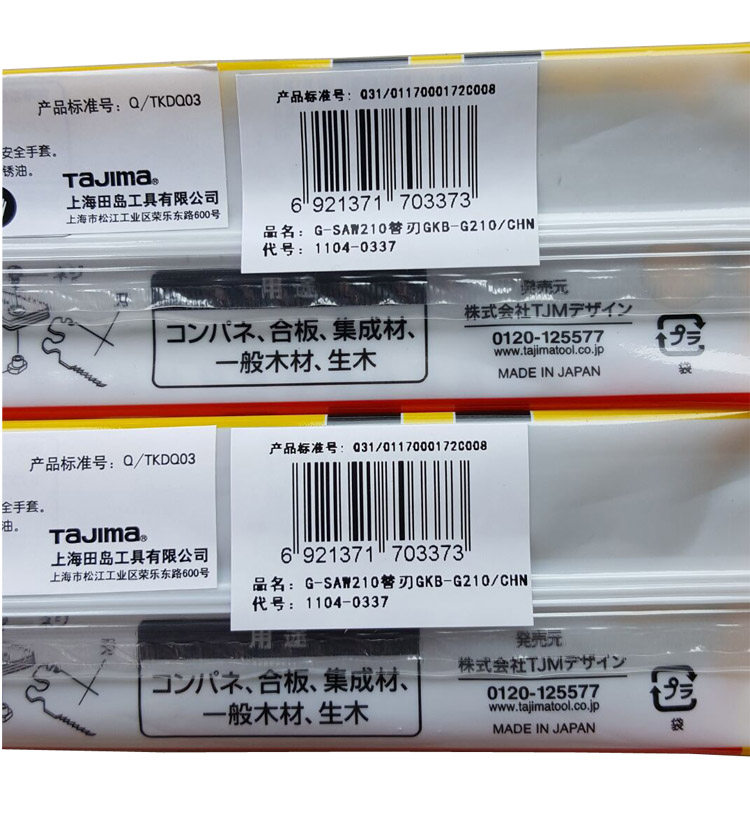 产品标准号：Q/TKDQ03
安全手套。
锈油。
TaJIma®
上海田岛工具有限公司
上海市松江工业区荣乐东路600号
产品标准号: Q31/0117000172C008
6 921371 703373
品名: G-SAW210替刃GKB-G210/CHN
代号: 1104-0337
用途
コンパネ、合板、集成材、
一般木材、生木
発売元
株式会社TJMデザイン
0120-125577
www.tajimatool.co.jp
MADE IN JAPAN
プラ
袋
产品标准号：Q/TKDQ03
全手套。
油。
TaJIma®
上海田岛工具有限公司
上海市松江工业区荣乐东路600号
产品标准号: Q31/0117000172C008
6 921371 703373
品名: G-SAW210替刃GKB-G210/CHN
代号: 1104-0337
用途
コンパネ、合板、集成材、
一般木材、生木
発売元
株式会社TJMデザイン
0120-125577
www.tajimatool.co.jp
MADE IN JAPAN
プラ
袋